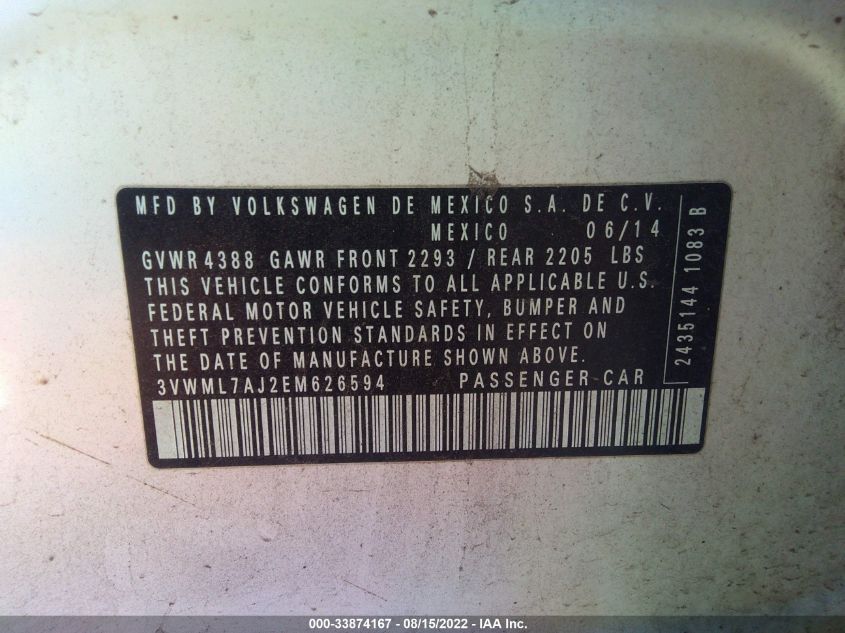 MFD BY VOLKSWAGEN DE MEXICO S.A. DE C.V.
MEXICO 06/14
GVWR 4388 GAWR FRONT 2293 / REAR 2205 LBS
THIS VEHICLE CONFORMS TO ALL APPLICABLE U.S.
FEDERAL MOTOR VEHICLE SAFETY, BUMPER AND
THEFT PREVENTION STANDARDS IN EFFECT ON
THE DATE OF MANUFACTURE SHOWN ABOVE.
3VWML7AJ2EM626594 PASSENGER CAR
2435144 1083 B
000-33874167 - 08/15/2022 - IAA Inc.